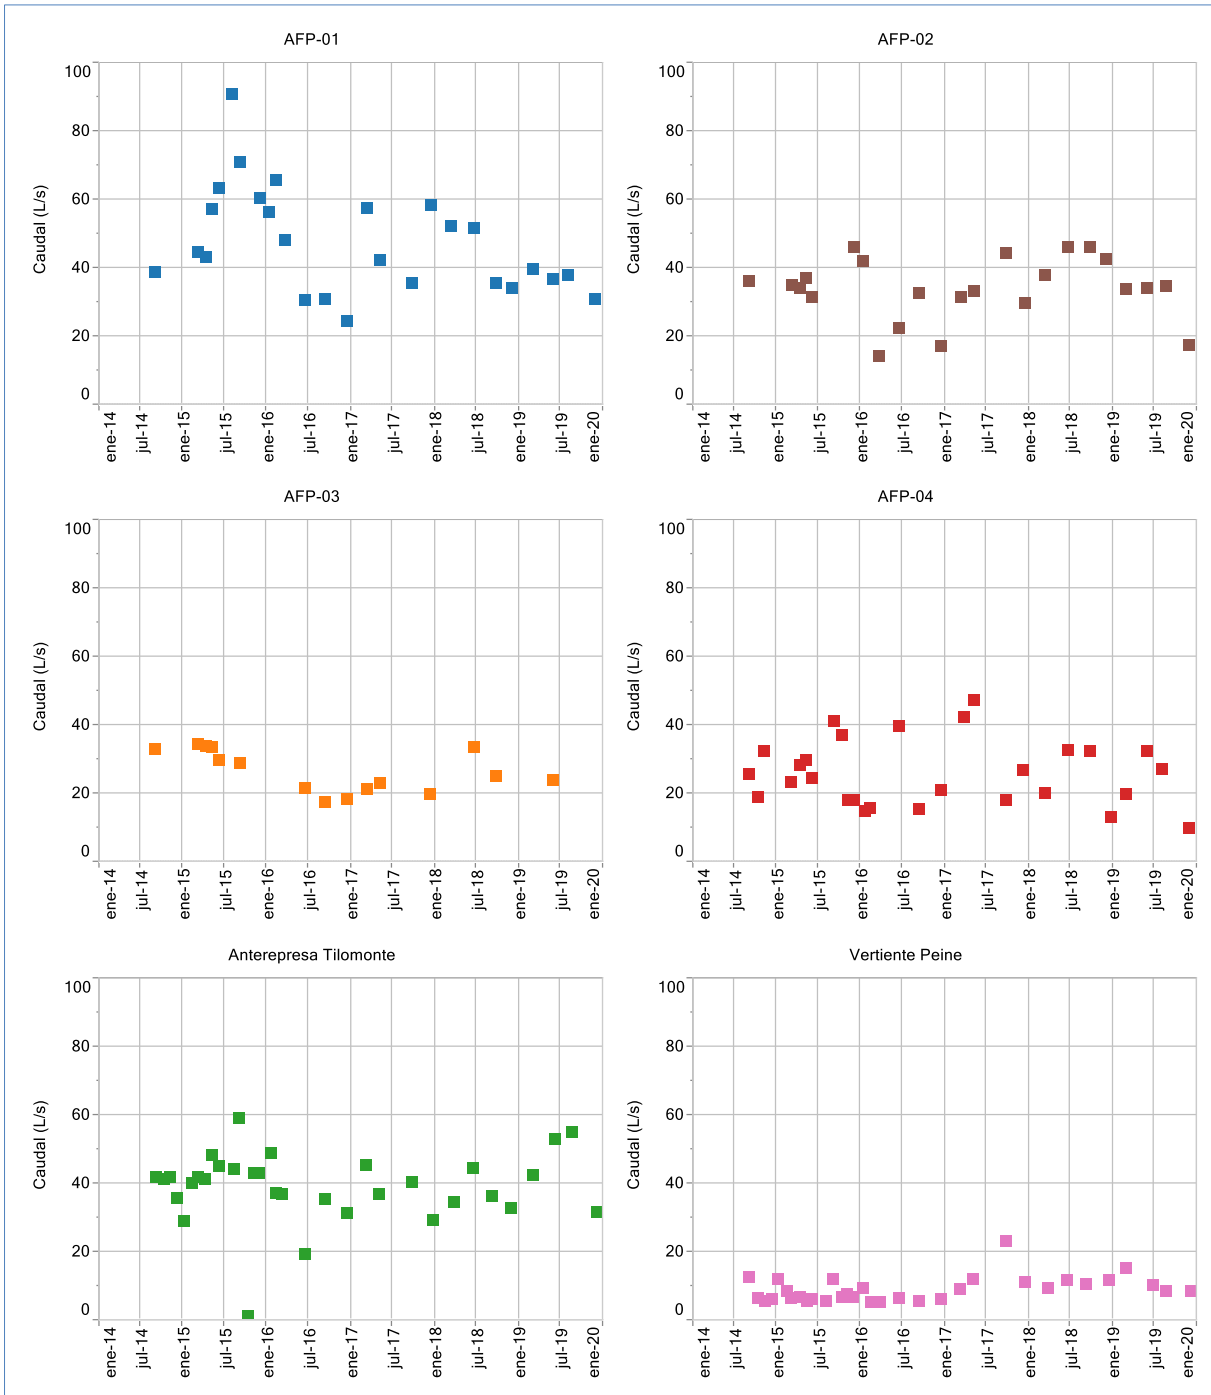 AFP-01
100
80
60
40
20
0
Caudal (L/s)
ene-14
jul-14
ene-15
jul-15
ene-16
jul-16
ene-17
jul-17
ene-18
jul-18
ene-19
jul-19
ene-20
AFP-02
100
80
60
40
20
0
Caudal (L/s)
ene-14
jul-14
ene-15
jul-15
ene-16
jul-16
ene-17
jul-17
ene-18
jul-18
ene-19
jul-19
ene-20
AFP-03
100
80
60
40
20
0
Caudal (L/s)
ene-14
jul-14
ene-15
jul-15
ene-16
jul-16
ene-17
jul-17
ene-18
jul-18
ene-19
jul-19
ene-20
AFP-04
100
80
60
40
20
0
Caudal (L/s)
ene-14
jul-14
ene-15
jul-15
ene-16
jul-16
ene-17
jul-17
ene-18
jul-18
ene-19
jul-19
ene-20
Anterepresa Tilomonte
100
80
60
40
20
0
Caudal (L/s)
ene-14
jul-14
ene-15
jul-15
ene-16
jul-16
ene-17
jul-17
ene-18
jul-18
ene-19
jul-19
ene-20
Vertiente Peine
100
80
60
40
20
0
Caudal (L/s)
ene-14
jul-14
ene-15
jul-15
ene-16
jul-16
ene-17
jul-17
ene-18
jul-18
ene-19
jul-19
ene-20